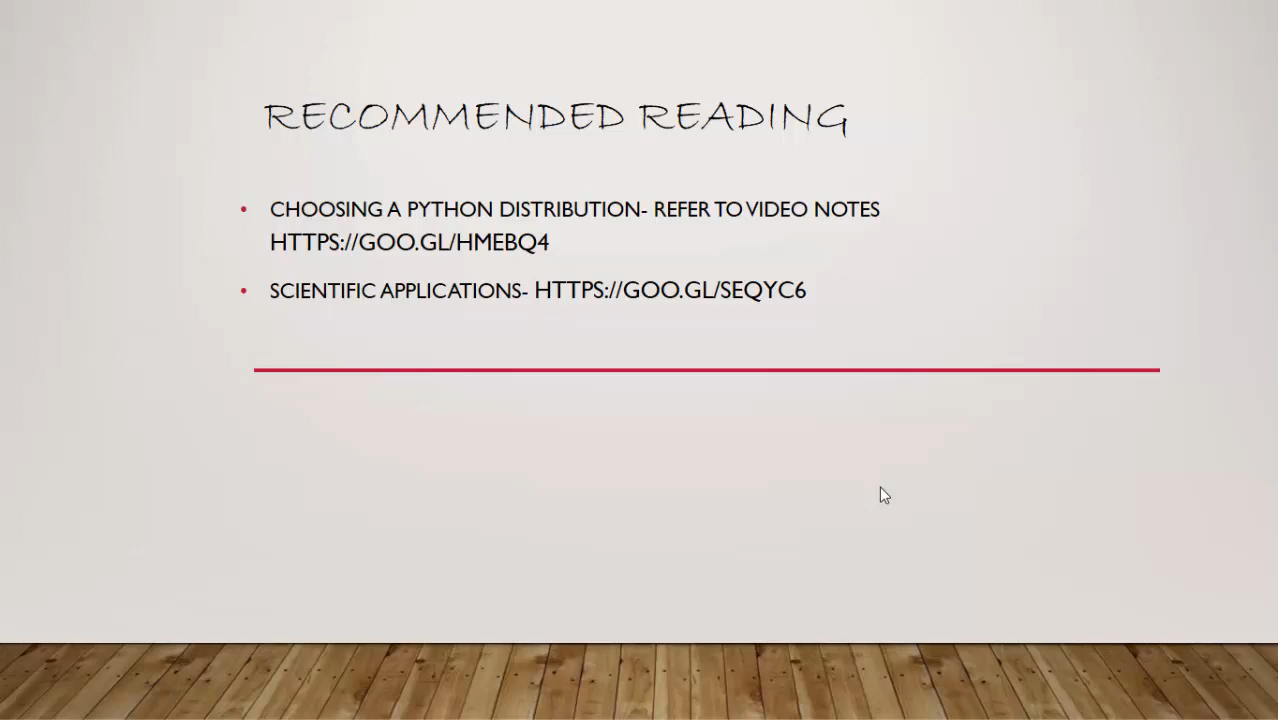 RECOMMENDED READING
• CHOOSING A PYTHON DISTRIBUTION- REFER TO VIDEO NOTES
HTTPS://GOO.GL/HMEBQ4
• SCIENTIFIC APPLICATIONS- HTTPS://GOO.GL/SEQYC6